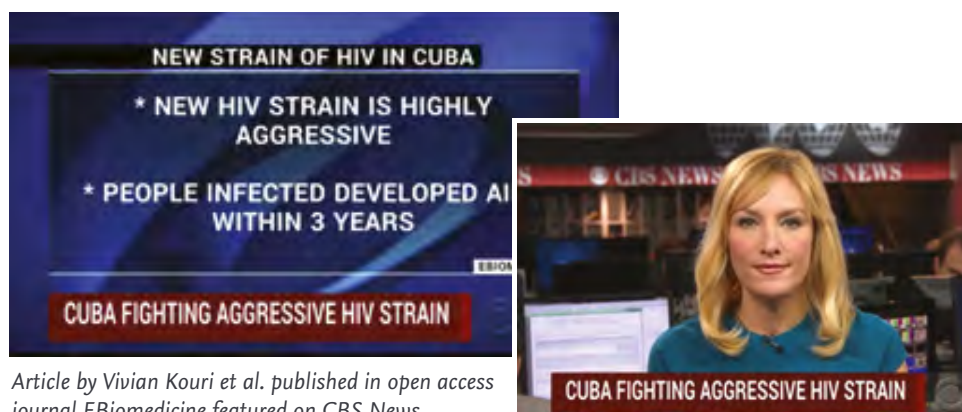 NEW STRAIN OF HIV IN CUBA
* NEW HIV STRAIN IS HIGHLY
AGGRESSIVE
* PEOPLE INFECTED DEVELOPED
WITHIN 3 YEARS
CUBA FIGHTING AGGRESSIVE HIV STRAIN
CBS NEWS
NEWS
CUBA FIGHTING AGGRESSIVE HIV STRAIN
Article by Vivian Kouri et al. published in open access
journal EBiomedicine featured on CBS News